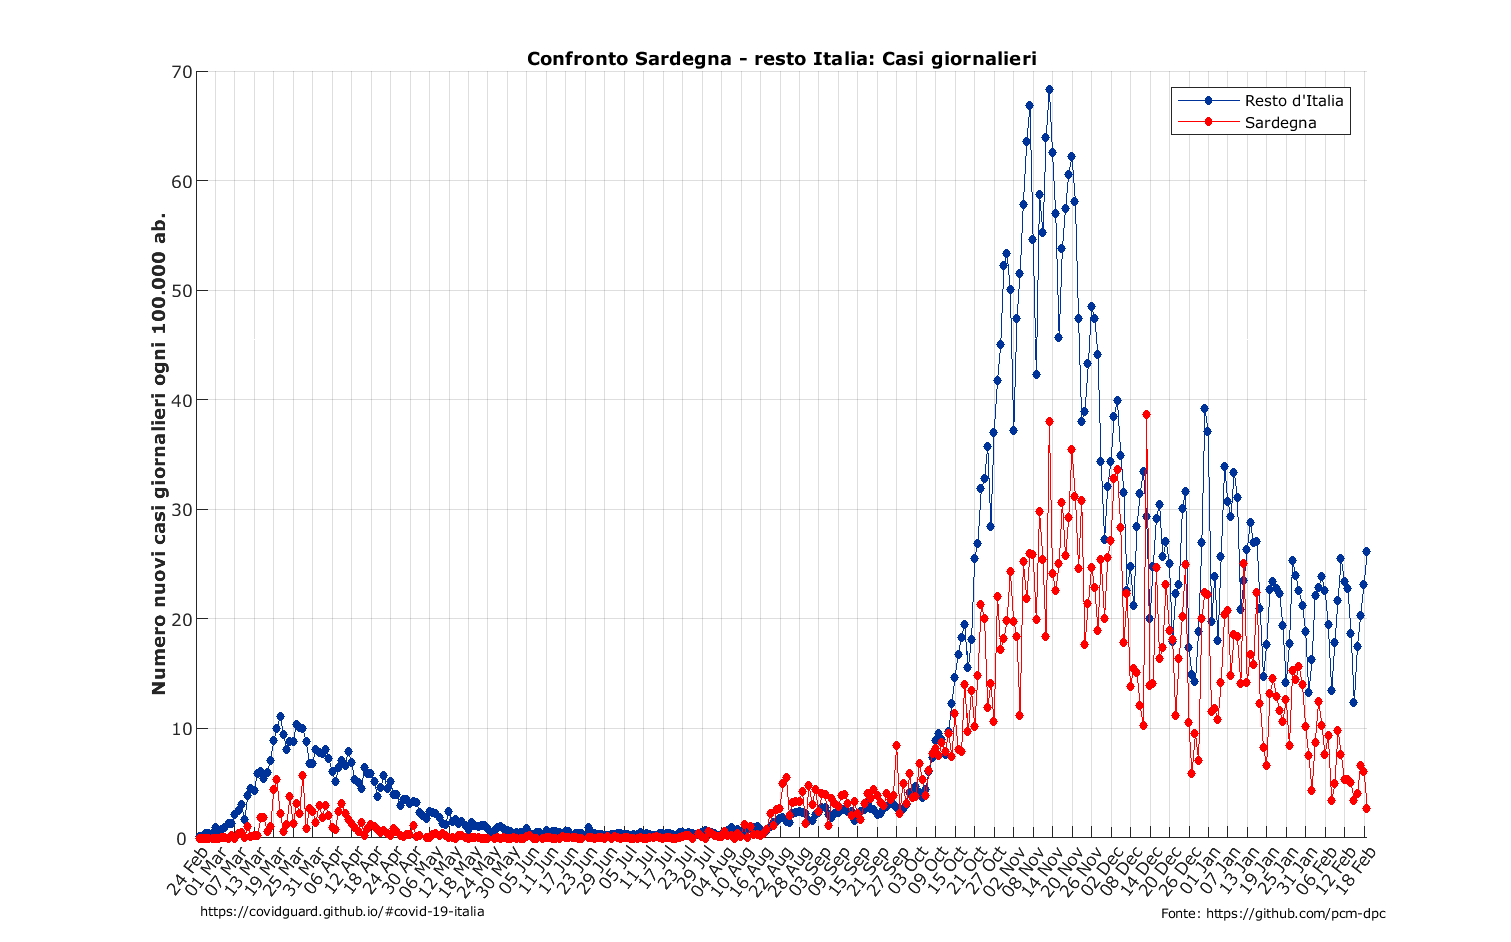 Confronto Sardegna - resto Italia: Casi giornalieri
Resto d'Italia
Sardegna
Numero nuovi casi giornalieri ogni 100.000 ab.
70
60
50
40
30
20
10
0
24 Feb
01 Mar
07 Mar
13 Mar
19 Mar
25 Mar
31 Mar
06 Apr
12 Apr
18 Apr
24 Apr
30 Apr
06 May
12 May
18 May
24 May
30 May
05 Jun
11 Jun
17 Jun
23 Jun
29 Jun
05 Jul
11 Jul
17 Jul
23 Jul
29 Jul
04 Aug
10 Aug
16 Aug
22 Aug
28 Aug
03 Sep
09 Sep
15 Sep
21 Sep
27 Sep
03 Oct
09 Oct
15 Oct
21 Oct
27 Oct
02 Nov
08 Nov
14 Nov
20 Nov
26 Nov
02 Dec
08 Dec
14 Dec
20 Dec
26 Dec
01 Jan
07 Jan
13 Jan
19 Jan
25 Jan
31 Jan
06 Feb
12 Feb
18 Feb
https://covidguard.github.io/#covid-19-italia
Fonte: https://github.com/pcm-dpc